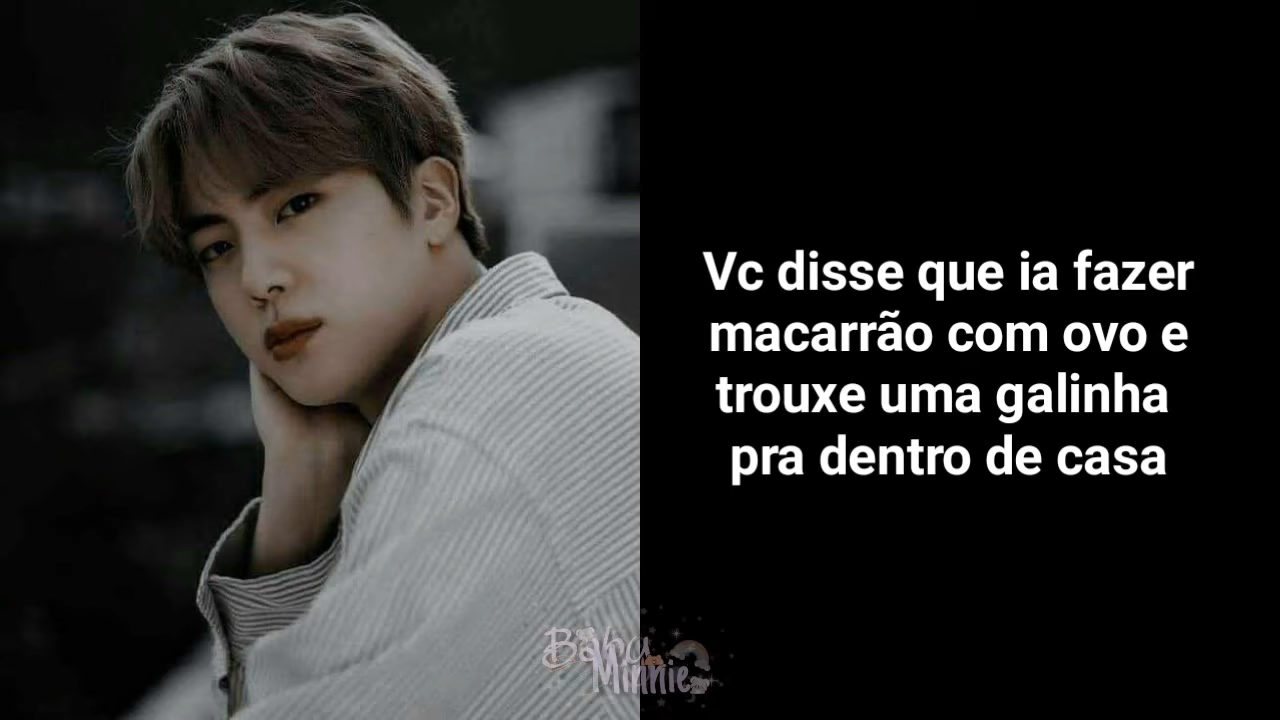 Vc disse que ia fazer
macarrão com ovo e
trouxe uma galinha
pra dentro de casa
Baby
Minnie